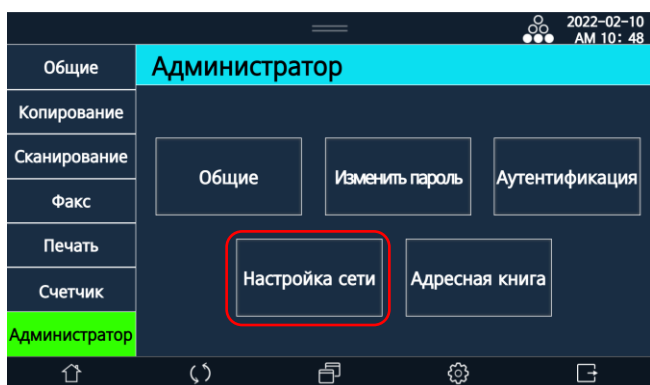 2022-02-10
AM 10: 48
Общие
Копирование
Сканирование
Факс
Печать
Счетчик
Администратор
Администратор
Общие
Изменить пароль
Аутентификация
Настройка сети
Адресная книга